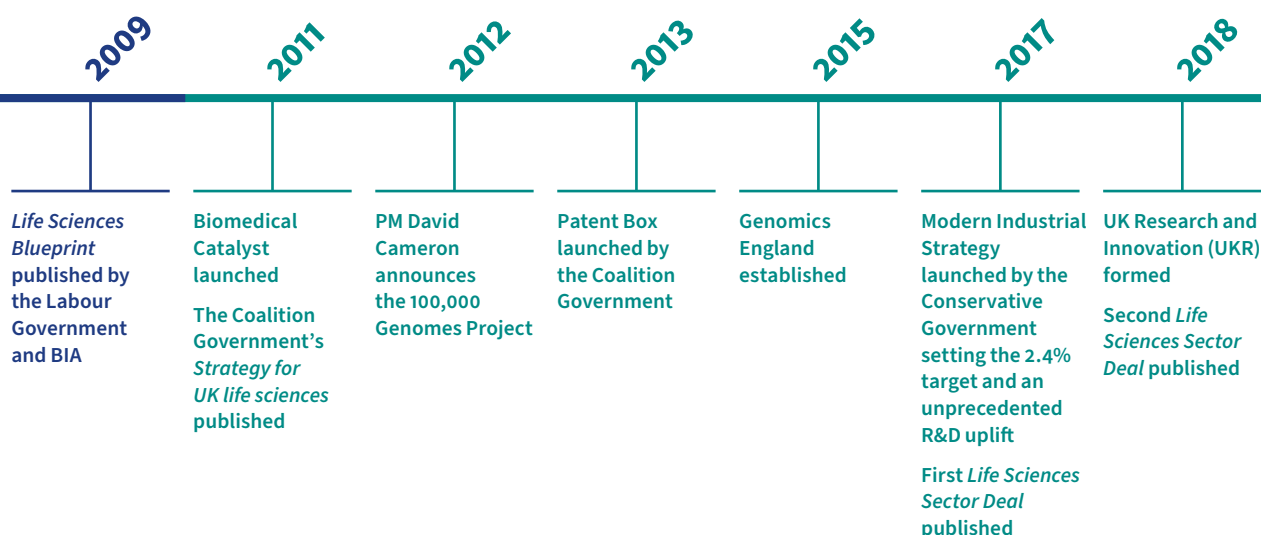 2009
Life Sciences
Blueprint
published by
the Labour
Government
and BIA
2011
Biomedical
Catalyst
launched
The Coalition
Government’s
Strategy for
UK life sciences
published
2012
PM David
Cameron
announces
the 100,000
Genomes Project
2013
Patent Box
launched by
the Coalition
Government
2015
Genomics
England
established
2017
Modern Industrial
Strategy
launched by the
Conservative
Government
setting the 2.4%
target and an
unprecedented
R&D uplift
First Life Sciences
Sector Deal
published
2018
UK Research and
Innovation (UKR)
formed
Second Life
Sciences Sector
Deal published